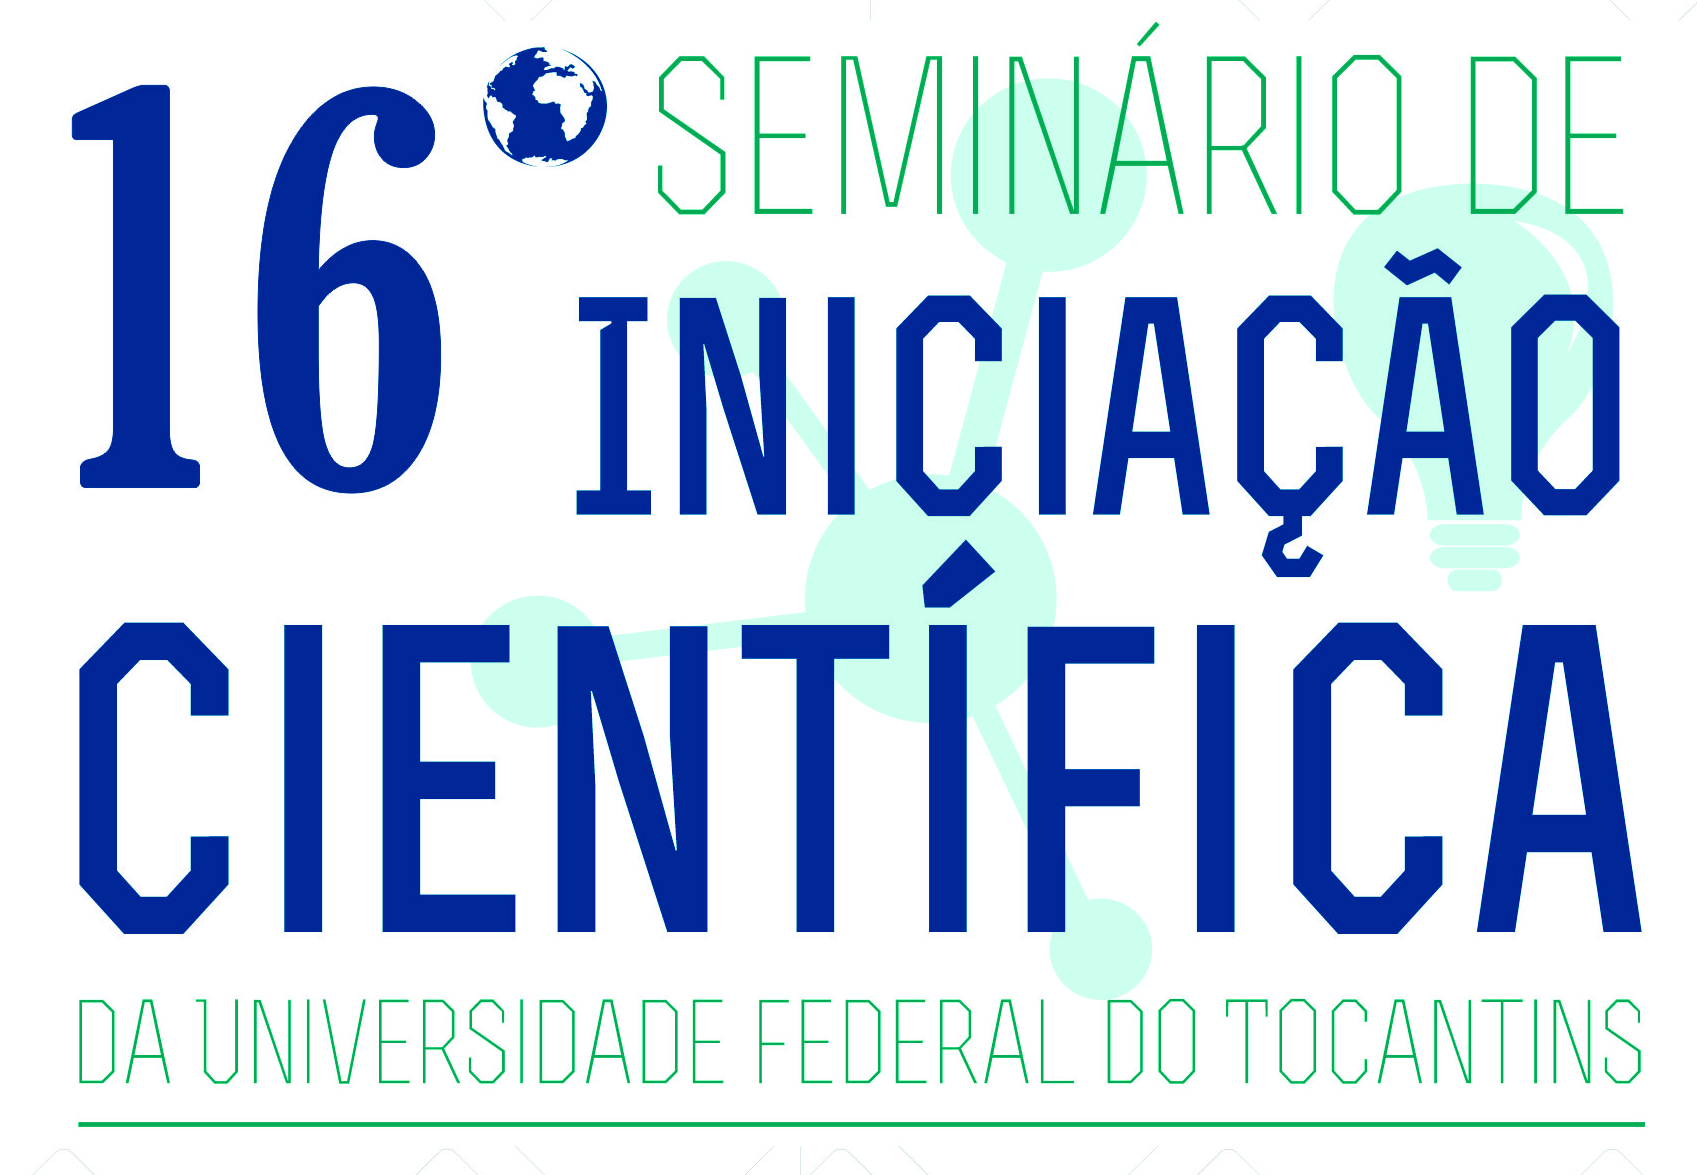 16° SEMINÁRIO DE
INICIAÇÃO
CIENTÍFICA
DA UNIVERSIDADE FEDERAL DO TOCANTINS